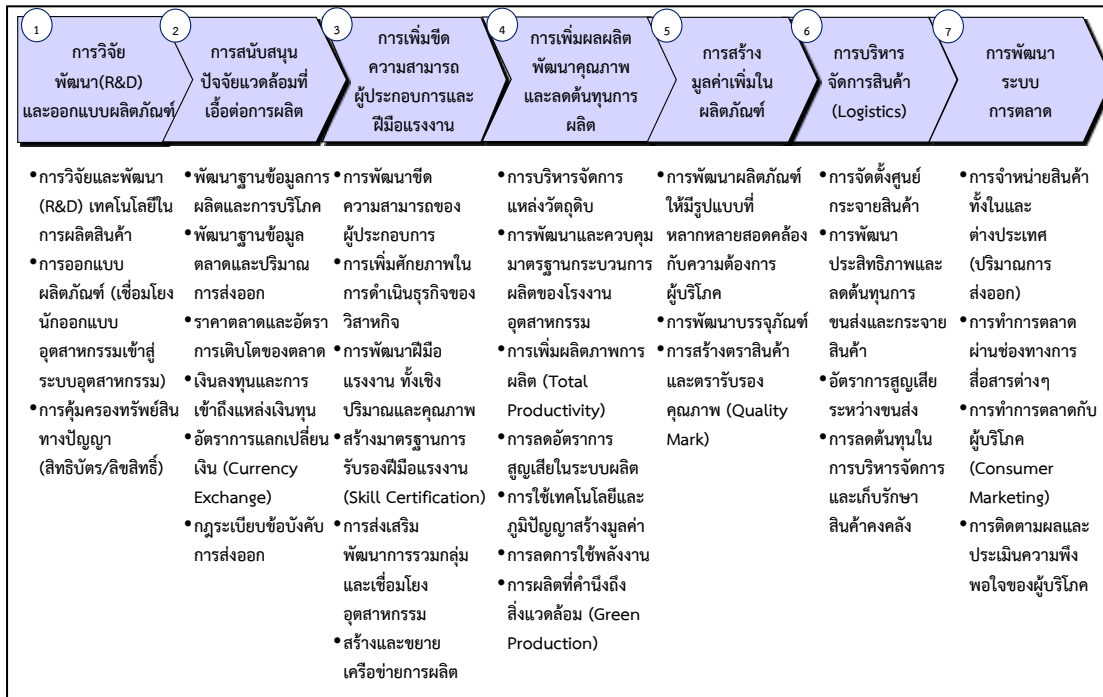 1
การวิจัย
พัฒนา(R&D)
และออกแบบผลิตภัณฑ์
2
การสนับสนุน
ปัจจัยแวดล้อมที่
เอื้อต่อการผลิต
3
การเพิ่มขีด
ความสามารถ
ผู้ประกอบการและ
ฝีมือแรงงาน
4
การเพิ่มผลผลิต
พัฒนาคุณภาพ
และลดต้นทุนการ
ผลิต
5
การสร้าง
มูลค่าเพิ่มใน
ผลิตภัณฑ์
6
การบริหาร
จัดการสินค้า
(Logistics)
7
การพัฒนา
ระบบ
การตลาด
•การวิจัยและพัฒนา
(R&D) เทคโนโลยีใน
การผลิตสินค้า
•การออกแบบ
ผลิตภัณฑ์ (เชื่อมโยง
นักออกแบบ
อุตสาหกรรมเข้าสู่
ระบบอุตสาหกรรม)
•การคุ้มครองทรัพย์สิน
ทางปัญญา
(สิทธิบัตร/ลิขสิทธิ์)
•พัฒนาฐานข้อมูลการ
ผลิตและการบริโภค
•พัฒนาฐานข้อมูล
ตลาดและปริมาณ
การส่งออก
•ราคาตลาดและอัตรา
การเติบโตของตลาด
•เงินลงทุนและการ
เข้าถึงแหล่งเงินทุน
•อัตราการแลกเปลี่ยน
เงิน (Currency
Exchange)
•กฎระเบียบข้อบังคับ
การส่งออก
•การพัฒนาขีด
ความสามารถของ
ผู้ประกอบการ
•การเพิ่มศักยภาพใน
การดำเนินธุรกิจของ
วิสาหกิจ
•การพัฒนาฝีมือ
แรงงาน ทั้งเชิง
ปริมาณและคุณภาพ
•สร้างมาตรฐานการ
รับรองฝีมือแรงงาน
(Skill Certification)
•การส่งเสริม
พัฒนาการรวมกลุ่ม
และเชื่อมโยง
อุตสาหกรรม
•สร้างและขยาย
เครือข่ายการผลิต
•การบริหารจัดการ
แหล่งวัตถุดิบ
•การพัฒนาและควบคุม
มาตรฐานกระบวนการ
ผลิตของโรงงาน
อุตสาหกรรม
•การเพิ่มผลิตภาพการ
ผลิต (Total
Productivity)
•การลดอัตราการ
สูญเสียในระบบผลิต
•การใช้เทคโนโลยีและ
ภูมิปัญญาสร้างมูลค่า
•การลดการใช้พลังงาน
•การผลิตที่คำนึงถึง
สิ่งแวดล้อม (Green
Production)
•การพัฒนาผลิตภัณฑ์
ให้มีรูปแบบที่
หลากหลายสอดคล้อง
กับความต้องการ
ผู้บริโภค
•การพัฒนาบรรจุภัณฑ์
•การสร้างตราสินค้า
และตรารับรอง
คุณภาพ (Quality
Mark)
•การจัดตั้งศูนย์
กระจายสินค้า
•การพัฒนา
ประสิทธิภาพและ
ลดต้นทุนการ
ขนส่งและกระจาย
สินค้า
•อัตราการสูญเสีย
ระหว่างขนส่ง
•การลดต้นทุนใน
การบริหารจัดการ
และเก็บรักษา
สินค้าคงคลัง
•การจำหน่ายสินค้า
ทั้งในและ
ต่างประเทศ
(ปริมาณการ
ส่งออก)
•การทำการตลาด
ผ่านช่องทางการ
สื่อสารต่างๆ
•การทำการตลาดกับ
ผู้บริโภค
(Consumer
Marketing)
•การติดตามผลและ
ประเมินความพึง
พอใจของผู้บริโภค